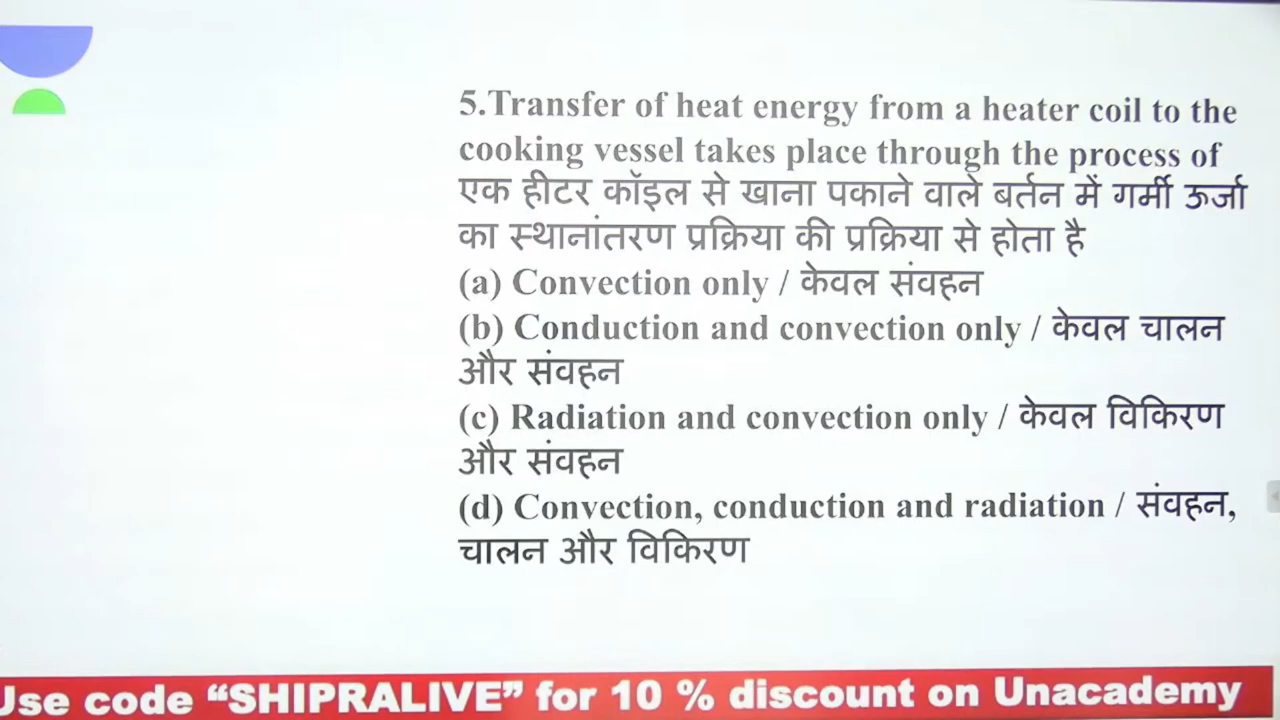 5.Transfer of heat energy from a heater coil to the
cooking vessel takes place through the process of
एक हीटर कॉइल से खाना पकाने वाले बर्तन में गर्मी ऊर्जा
का स्थानांतरण प्रक्रिया की प्रक्रिया से होता है
(a) Convection only / केवल संवहन
(b) Conduction and convection only / केवल चालन
और संवहन
(c) Radiation and convection only / केवल विकिरण
और संवहन
(d) Convection, conduction and radiation / संवहन,
चालन और विकिरण
Use code “SHIPRALIVE” for 10 % discount on Unacademy